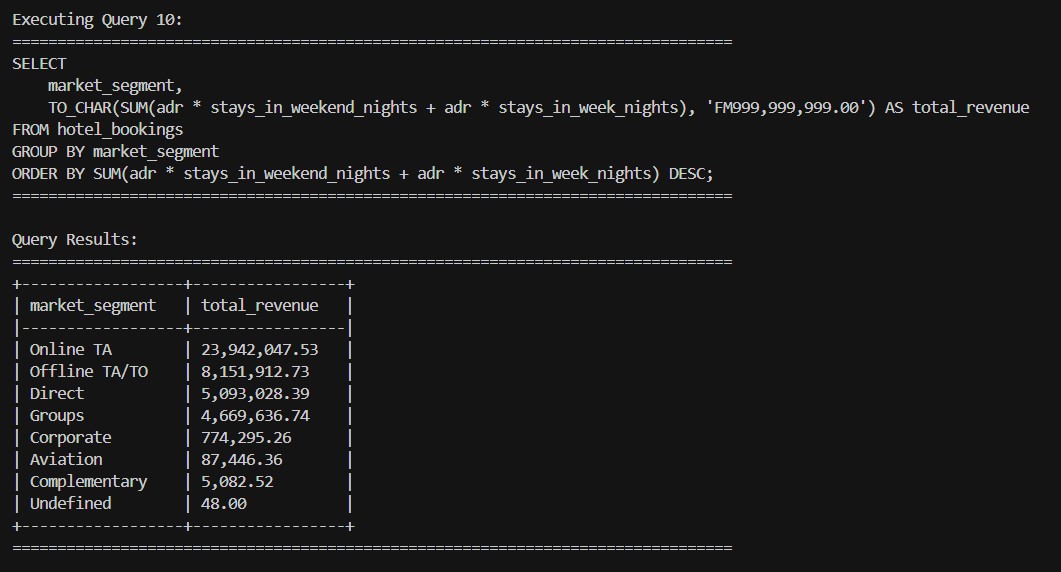 Executing Query 10:
================================================================================
SELECT
    market_segment,
    TO_CHAR(SUM(adr * stays_in_weekend_nights + adr * stays_in_week_nights), 'FM999,999,999.00') AS total_revenue
FROM hotel_bookings
GROUP BY market_segment
ORDER BY SUM(adr * stays_in_weekend_nights + adr * stays_in_week_nights) DESC;
================================================================================
Query Results:
================================================================================
+------------------+-----------------+
| market_segment   | total_revenue   |
|------------------+-----------------|
| Online TA        | 23,942,047.53   |
| Offline TA/TO    | 8,151,912.73    |
| Direct           | 5,093,028.39    |
| Groups           | 4,669,636.74    |
| Corporate        | 774,295.26      |
| Aviation         | 87,446.36       |
| Complementary    | 5,082.52        |
| Undefined        | 48.00           |
+------------------+-----------------+
================================================================================